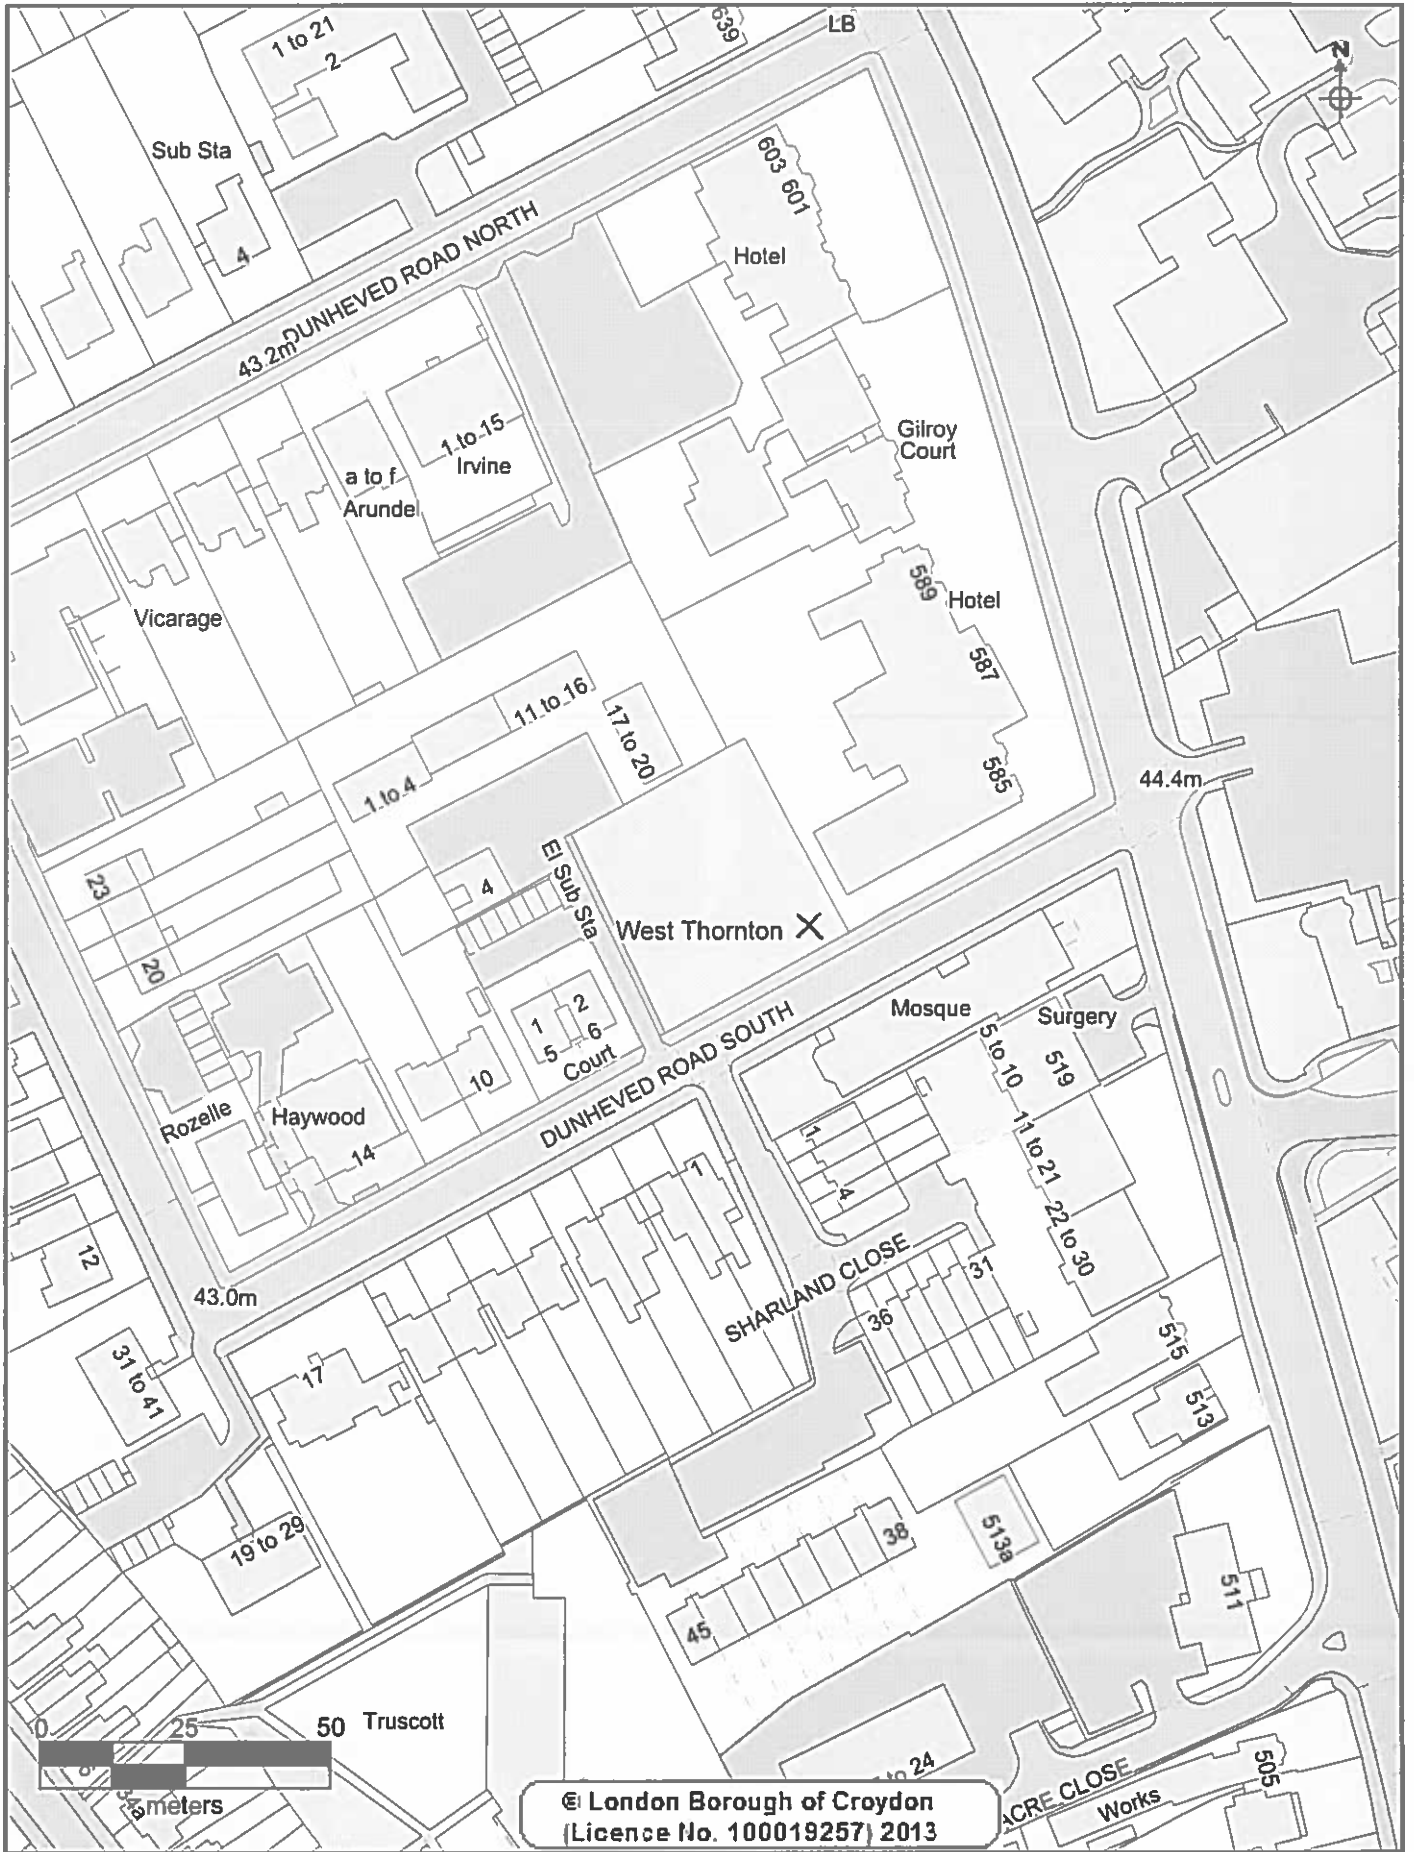 1 to 21
2
639
LB
N
Sub Sta
603 601
4
DUNHEVED ROAD NORTH
Hotel
43.2m
1 to 15
Irvine
Gilroy
Court
a to f
Arundel
589
Hotel
Vicarage
587
11 to 16
17 to 20
585
44.4m
1 to 4
El Sub Sta
23
4
West Thornton X
20
Mosque
Surgery
1
2
5
6
Court
5 to 10
519
DUNHEVED ROAD SOUTH
10
Rozelle
Haywood
14
11 to 21
1
1
4
22 to 30
12
SHARLAND CLOSE
31
43.0m
36
515
31 to 41
17
513
38
513a
19 to 29
511
45
0
25
50
Truscott
34a
meters
to 24
ACRE CLOSE
Works
505
© London Borough of Croydon
(Licence No. 100019257) 2013